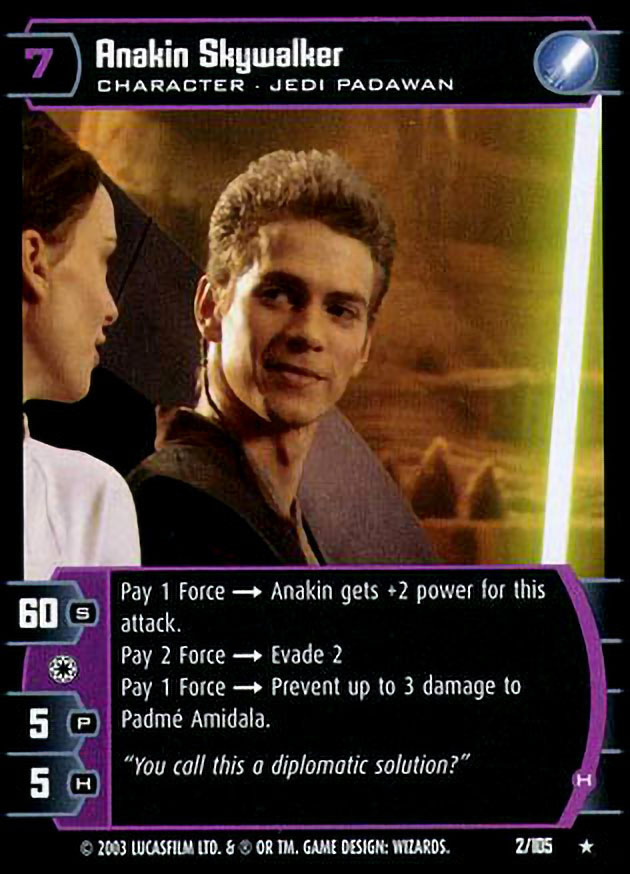 7
Anakin Skywalker
CHARACTER · JEDI PADAWAN
60 S
5 P
5 H
Pay 1 Force → Anakin gets +2 power for this
attack.
Pay 2 Force → Evade 2
Pay 1 Force → Prevent up to 3 damage to
Padmé Amidala.
"You call this a diplomatic solution?"
H
© 2003 LUCASFILM LTD. & ® OR TM. GAME DESIGN: WIZARDS.
2/105 ★